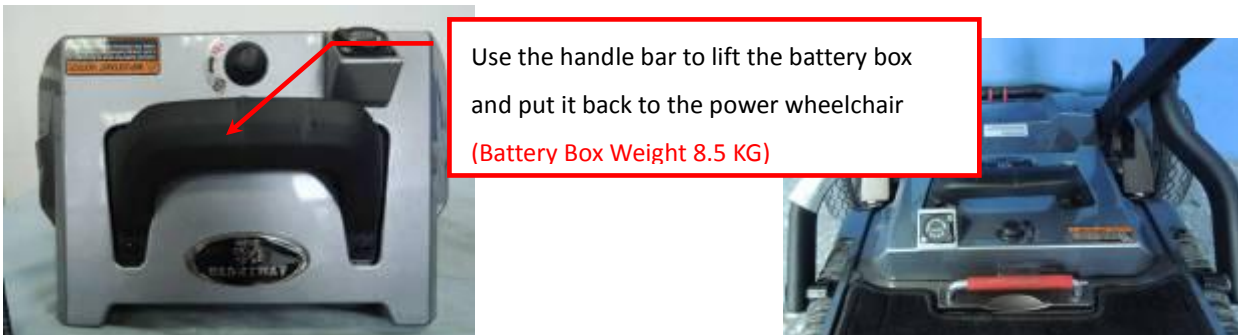 Use the handle bar to lift the battery box
and put it back to the power wheelchair
(Battery Box Weight 8.5 KG)